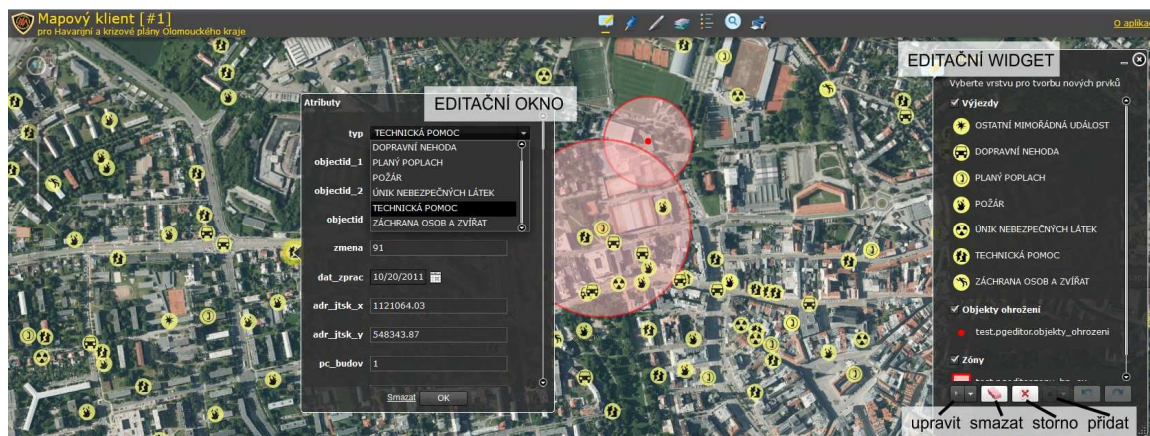 Mapový klient [#1]
pro Havarijní a krizové plány Olomouckého kraje
O aplikac
EDITAČNÍ OKNO
Atributy
typ TECHNICKÁ POMOC
DOPRAVNÍ NEHODA
PLANÝ POPLACH
POŽÁR
ÚNIK NEBEZPEČNÝCH LÁTEK
TECHNICKÁ POMOC
ZÁCHRANA OSOB A ZVÍŘAT
objectid_1
objectid_2
objectid
zmena 91
dat_zprac 10/20/2011
adr_jtsk_x 1121064.03
adr_jtsk_y 548343.87
pc_budov 1
Smazat OK
EDITAČNÍ WIDGET
Vyberte vrstvu pro tvorbu nových prvků
Výjezdy
OSTATNÍ MIMOŘÁDNÁ UDÁLOST
DOPRAVNÍ NEHODA
PLANÝ POPLACH
POŽÁR
ÚNIK NEBEZPEČNÝCH LÁTEK
TECHNICKÁ POMOC
ZÁCHRANA OSOB A ZVÍŘAT
Objekty ohrožení
test.pgeditor.objekty_ohrozeni
Zóny
upravit smazat storno přidat